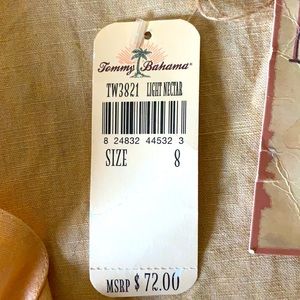 Tommy Bahama®
TW3821 LIGHT NECTAR
8 24832 44532 3
SIZE 8
MSRP $72.00